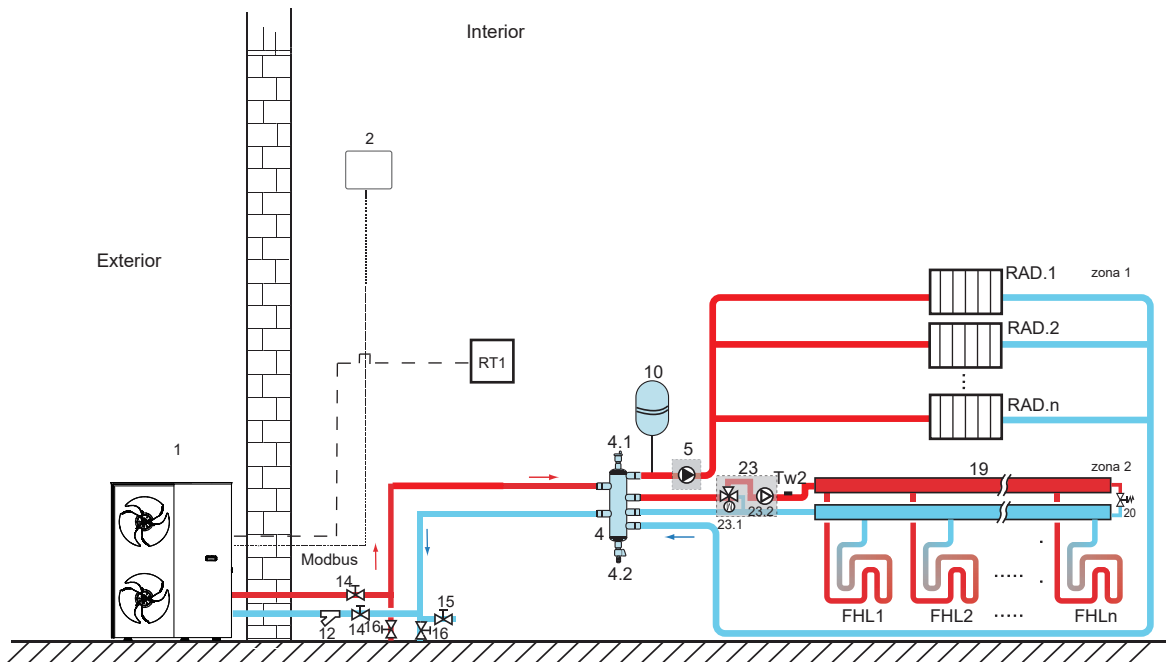 Interior
2
Exterior
RAD.1
zona 1
RAD.2
RT1
10
RAD.n
4.1
5
1
23
Tw2
19
zona 2
23.1
23.2
20
4
Modbus
4.2
14
15
12
14
16
16
FHL1
FHL2
FHLn